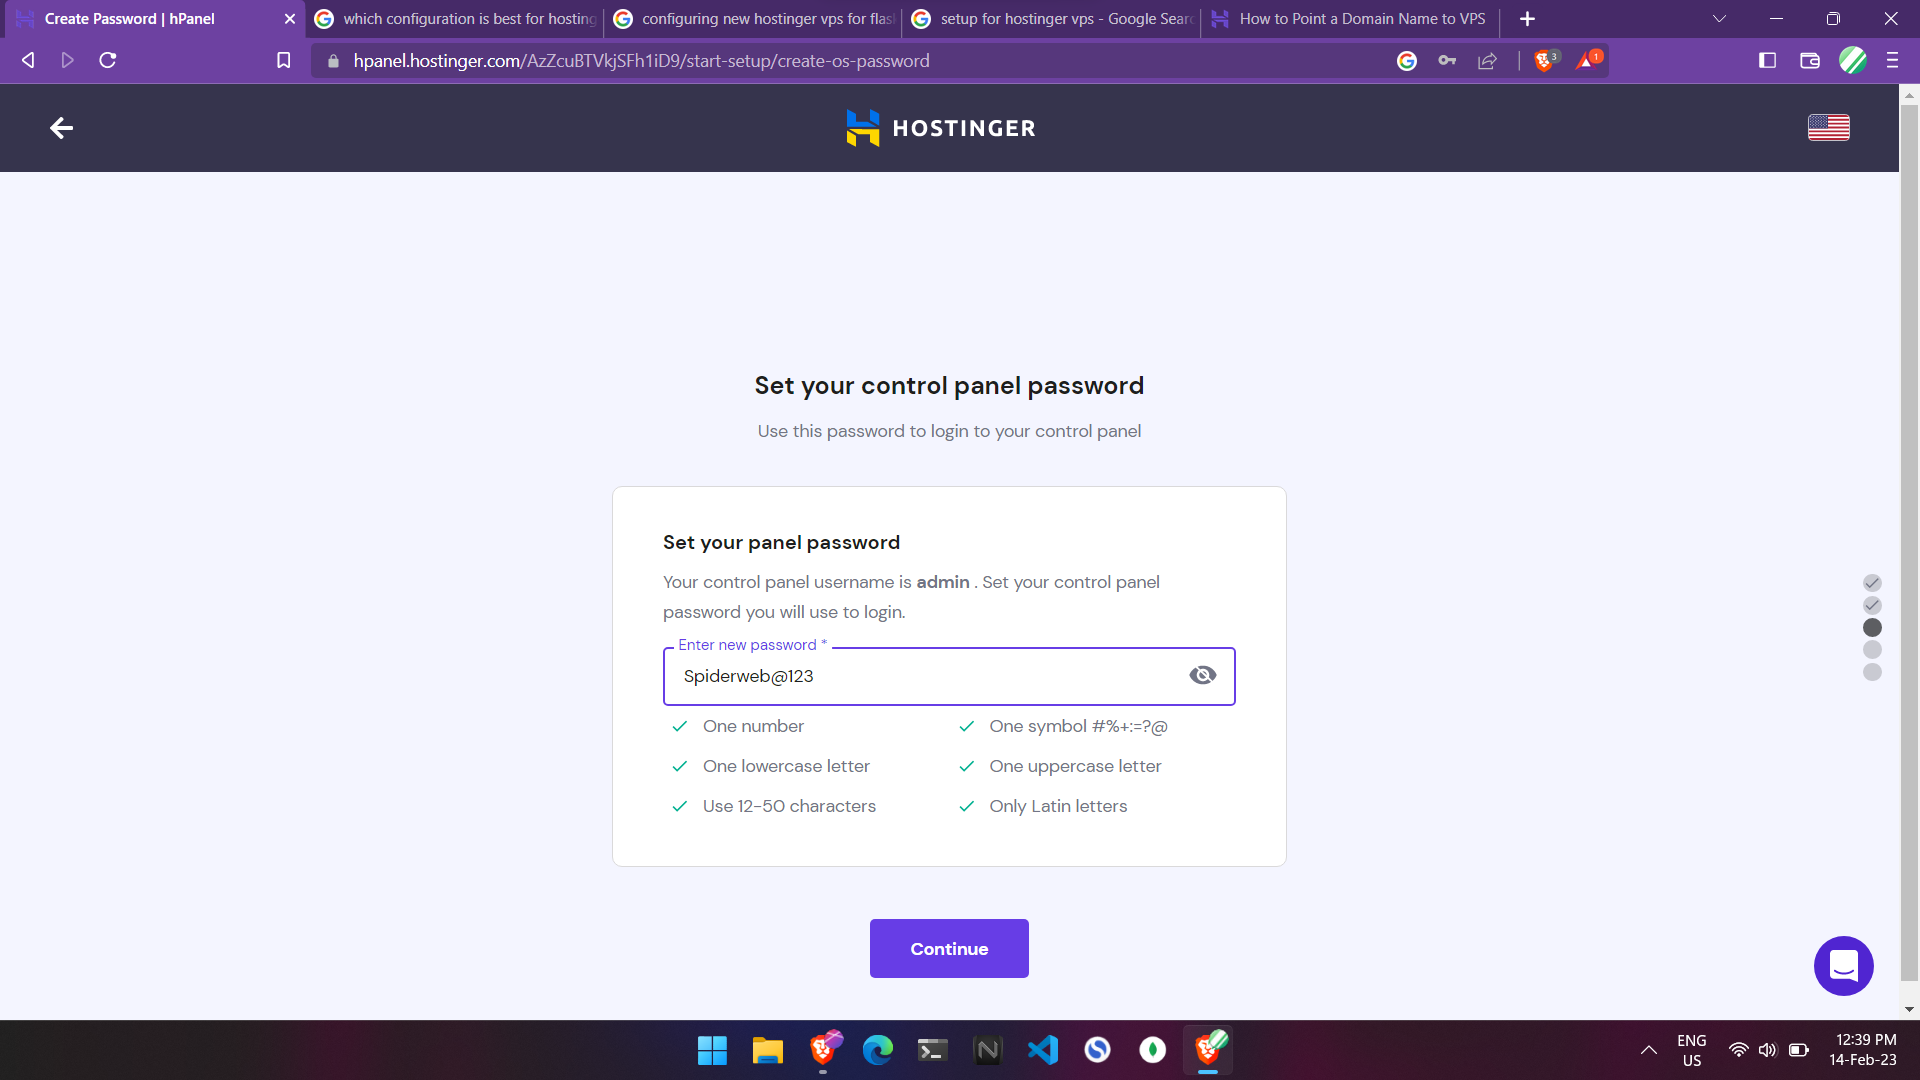 Create Password | hPanel
which configuration is best for hosting
configuring new hostinger vps for flas
setup for hostinger vps - Google Sear
How to Point a Domain Name to VPS
hpanel.hostinger.com/AzZcuBTVkjSFh1iD9/start-setup/create-os-password
3
1
HOSTINGER
Set your control panel password
Use this password to login to your control panel
Set your panel password
Your control panel username is admin . Set your control panel
password you will use to login.
Enter new password *
Spiderweb@123
One number
One symbol #%+:=?@
One lowercase letter
One uppercase letter
Use 12-50 characters
Only Latin letters
Continue
ENG
US
12:39 PM
14-Feb-23